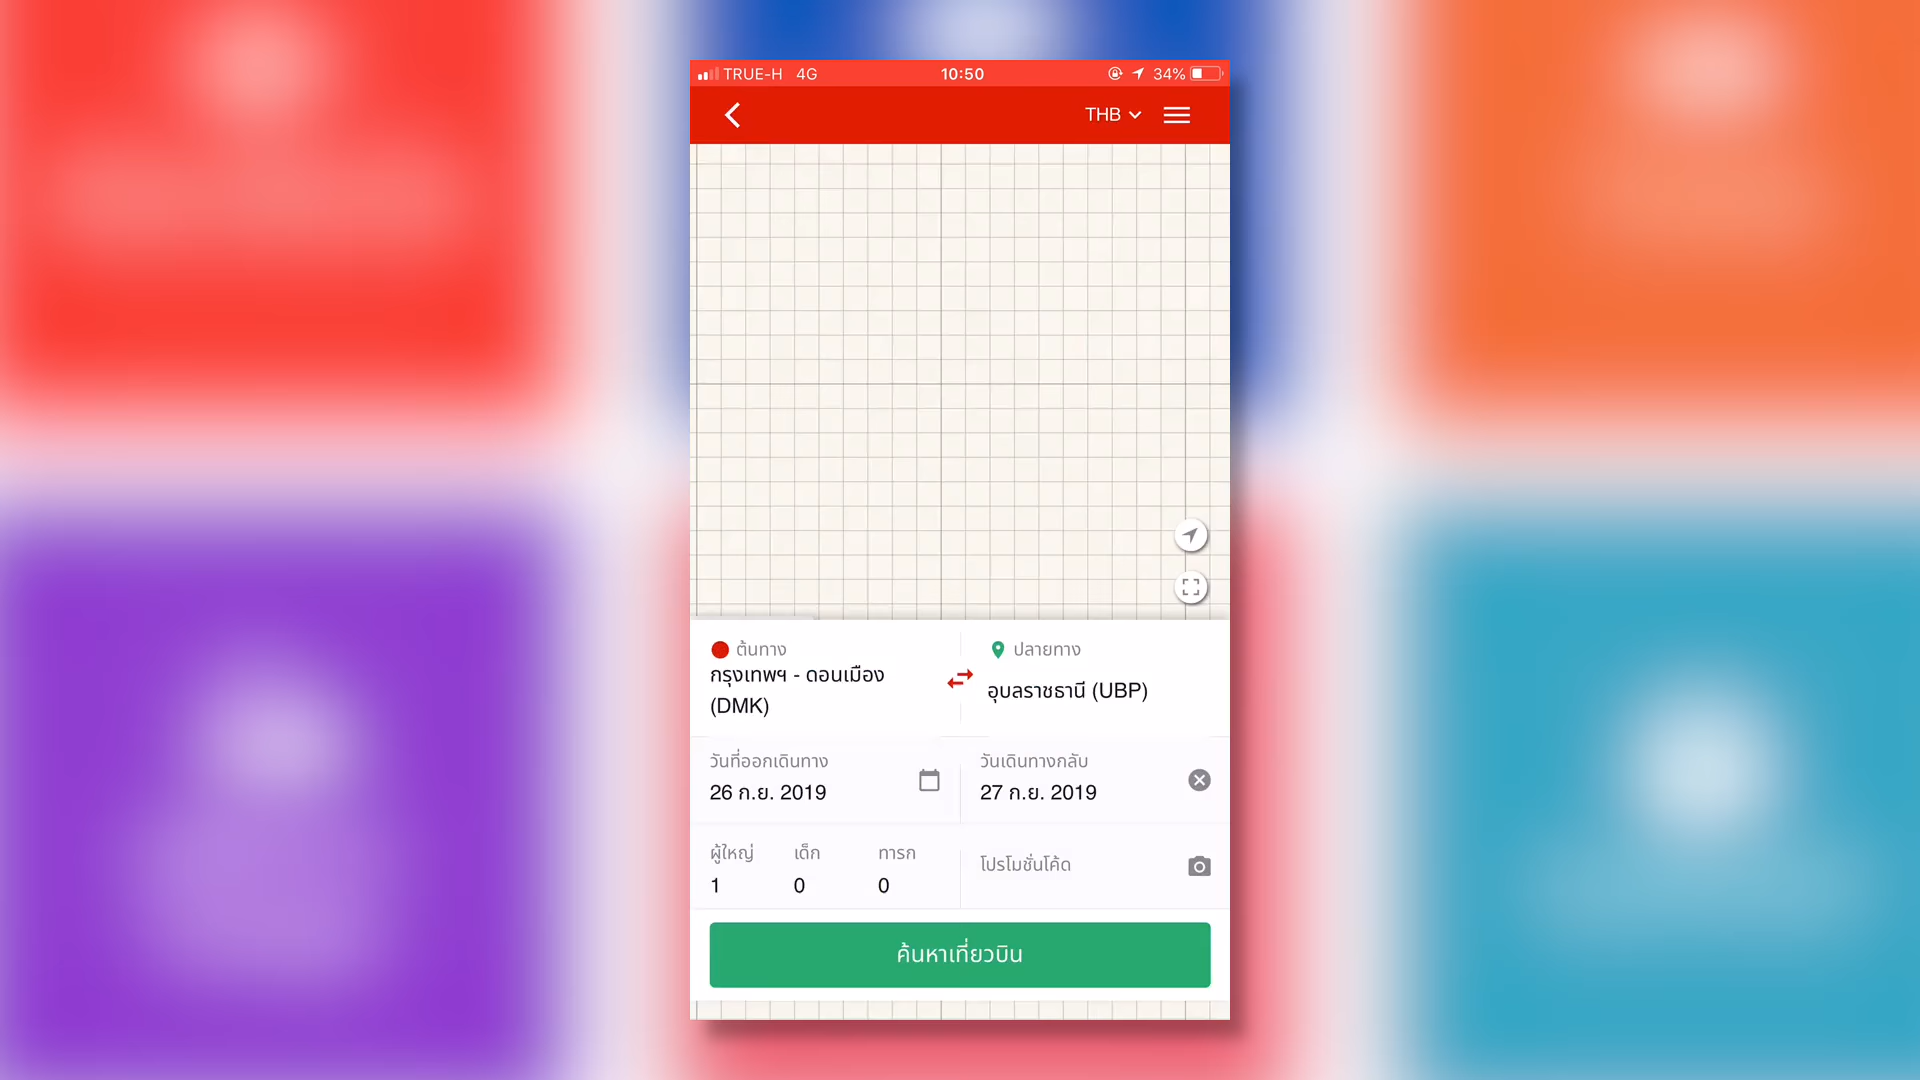 TRUE-H 4G 10:50 34%
THB
ต้นทาง
กรุงเทพฯ - ดอนเมือง
(DMK)
ปลายทาง
อุบลราชธานี (UBP)
วันที่ออกเดินทาง
26 ก.ย. 2019
วันเดินทางกลับ
27 ก.ย. 2019
ผู้ใหญ่ เด็ก ทารก
1 0 0
โปรโมชั่นโค้ด
ค้นหาเที่ยวบิน